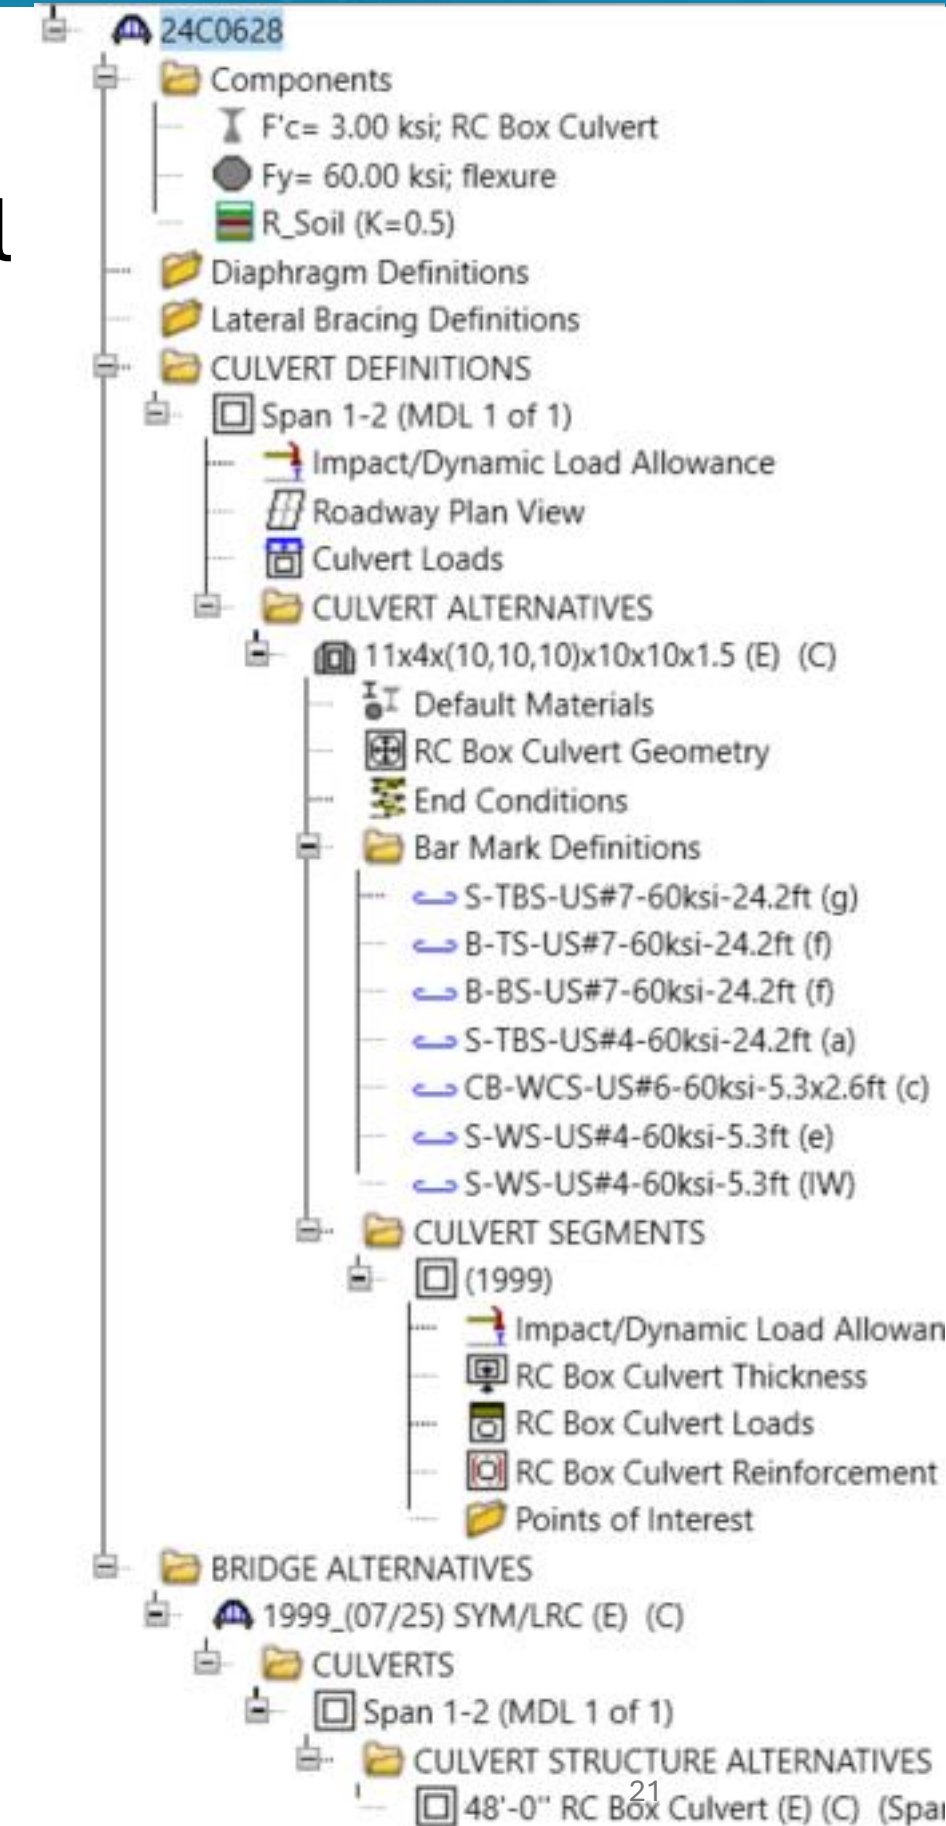 24C0628
Components
F'c= 3.00 ksi; RC Box Culvert
Fy= 60.00 ksi; flexure
R_Soil (K=0.5)
Diaphragm Definitions
Lateral Bracing Definitions
CULVERT DEFINITIONS
Span 1-2 (MDL 1 of 1)
Impact/Dynamic Load Allowance
Roadway Plan View
Culvert Loads
CULVERT ALTERNATIVES
11x4x(10,10,10)x10x10x1.5 (E) (C)
Default Materials
RC Box Culvert Geometry
End Conditions
Bar Mark Definitions
S-TBS-US#7-60ksi-24.2ft (g)
B-TS-US#7-60ksi-24.2ft (f)
B-BS-US#7-60ksi-24.2ft (f)
S-TBS-US#4-60ksi-24.2ft (a)
CB-WCS-US#6-60ksi-5.3x2.6ft (c)
S-WS-US#4-60ksi-5.3ft (e)
S-WS-US#4-60ksi-5.3ft (IW)
CULVERT SEGMENTS
(1999)
Impact/Dynamic Load Allowan
RC Box Culvert Thickness
RC Box Culvert Loads
RC Box Culvert Reinforcement
Points of Interest
BRIDGE ALTERNATIVES
1999_(07/25) SYM/LRC (E) (C)
CULVERTS
Span 1-2 (MDL 1 of 1)
CULVERT STRUCTURE ALTERNATIVES
21
48'-0" RC Box Culvert (E) (C) (Spa